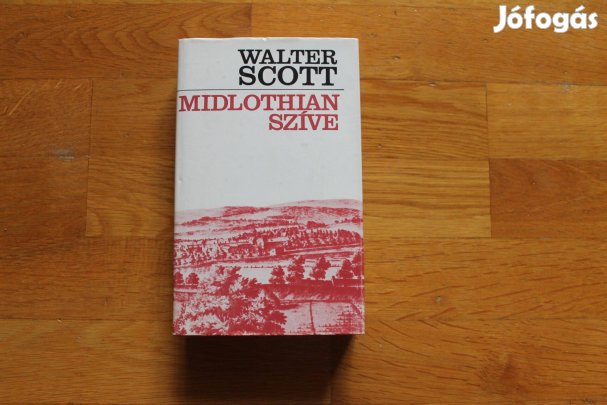 Jófogás
WALTER
SCOTT
MIDLOTHIAN
SZÍVE